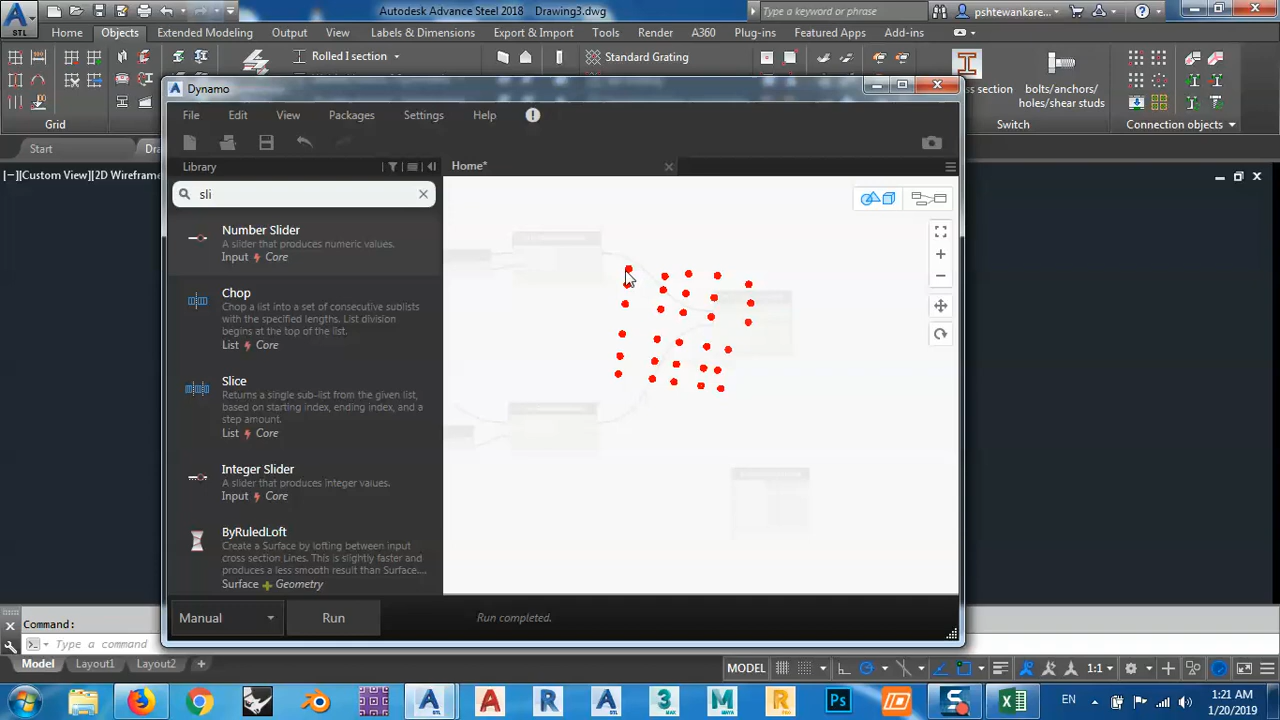 Autodesk Advance Steel 2018 Drawing3.dwg
Type a keyword or phrase
pshtewankare...
STL
Home Objects Extended Modeling Output View Labels & Dimensions Export & Import Tools Render A360 Plug-ins Featured Apps Add-ins
Rolled I section
Standard Grating
bolts/anchors/
holes/shear studs
Grid
Switch
Connection objects
Start
[−][Custom View][2D Wirefram
Dynamo
File Edit View Packages Settings Help
Library
Home*
sli
Number Slider
A slider that produces numeric values.
Input Core
Chop
Chop a list into a set of consecutive sublists
with the specified lengths. List division
begins at the top of the list.
List Core
Slice
Returns a single sub-list from the given list,
based on starting index, ending index, and a
step amount.
List Core
Integer Slider
A slider that produces integer values.
Input Core
ByRuledLoft
Create a Surface by lofting between input
cross section Lines. This is slightly faster and
produces a less smooth result than Surface...
Surface Geometry
Manual
Run
Run completed.
Command:
Type a command
Model Layout1 Layout2
MODEL
1:1
EN
1:21 AM
1/20/2019